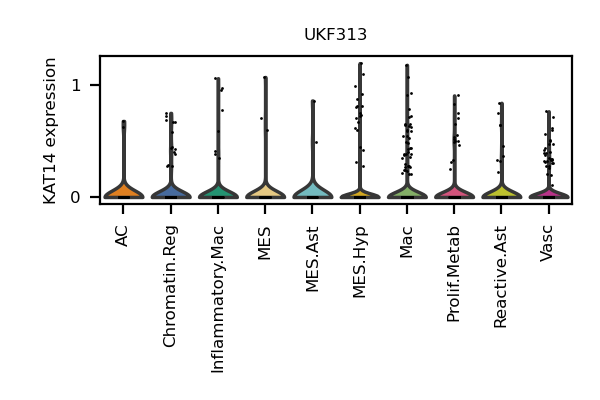 UKF313
KAT14 expression
1
0
AC
Chromatin.Reg
Inflammatory.Mac
MES
MES.Ast
MES.Hyp
Mac
Prolif.Metab
Reactive.Ast
Vasc